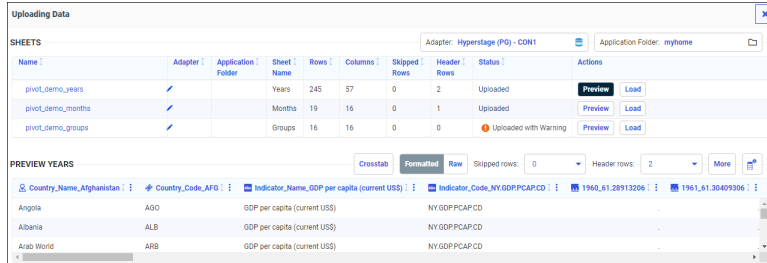 Uploading Data
SHEETS Adapter: Hyperstage (PG) - CON1 Application Folder: myhome
Name Adapter Application Folder Sheet Name Rows Columns Skipped Rows Header Rows Status Actions
pivot_demo_years Years 245 57 0 2 Uploaded Preview Load
pivot_demo_months Months 19 16 0 1 Uploaded Preview Load
pivot_demo_groups Groups 16 16 0 0 Uploaded with Warning Preview Load
PREVIEW YEARS Crosstab Formatted Raw Skipped rows: 0 Header rows: 2 More
Country_Name_Afghanistan Country_Code_AFG Indicator_Name_GDP per capita (current US$) Indicator_Code_NY.GDP.PCAP.CD 1960_61.28913206 1961_61.30409306
Angola AGO GDP per capita (current US$) NY.GDP.PCAP.CD . .
Albania ALB GDP per capita (current US$) NY.GDP.PCAP.CD . .
Arab World ARB GDP per capita (current US$) NY.GDP.PCAP.CD . .